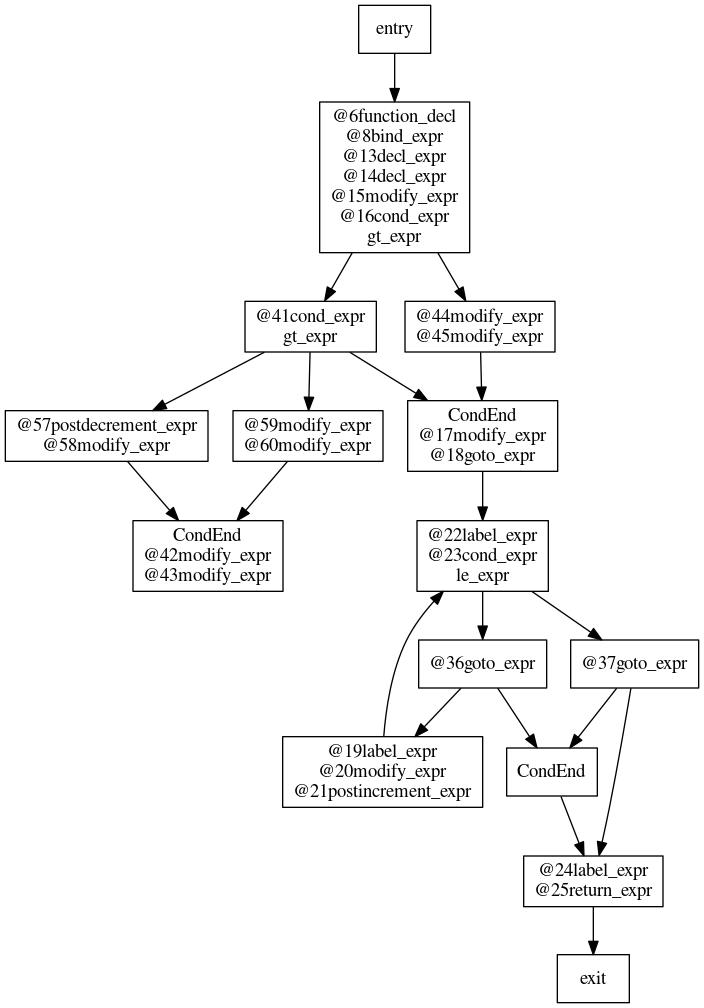 entry
@6function_decl
@8bind_expr
@13decl_expr
@14decl_expr
@15modify_expr
@16cond_expr
gt_expr
@41cond_expr
gt_expr
@44modify_expr
@45modify_expr
@57postdecrement_expr
@58modify_expr
@59modify_expr
@60modify_expr
CondEnd
@17modify_expr
@18goto_expr
CondEnd
@42modify_expr
@43modify_expr
@22label_expr
@23cond_expr
le_expr
@36goto_expr
@37goto_expr
@19label_expr
@20modify_expr
@21postincrement_expr
CondEnd
@24label_expr
@25return_expr
exit